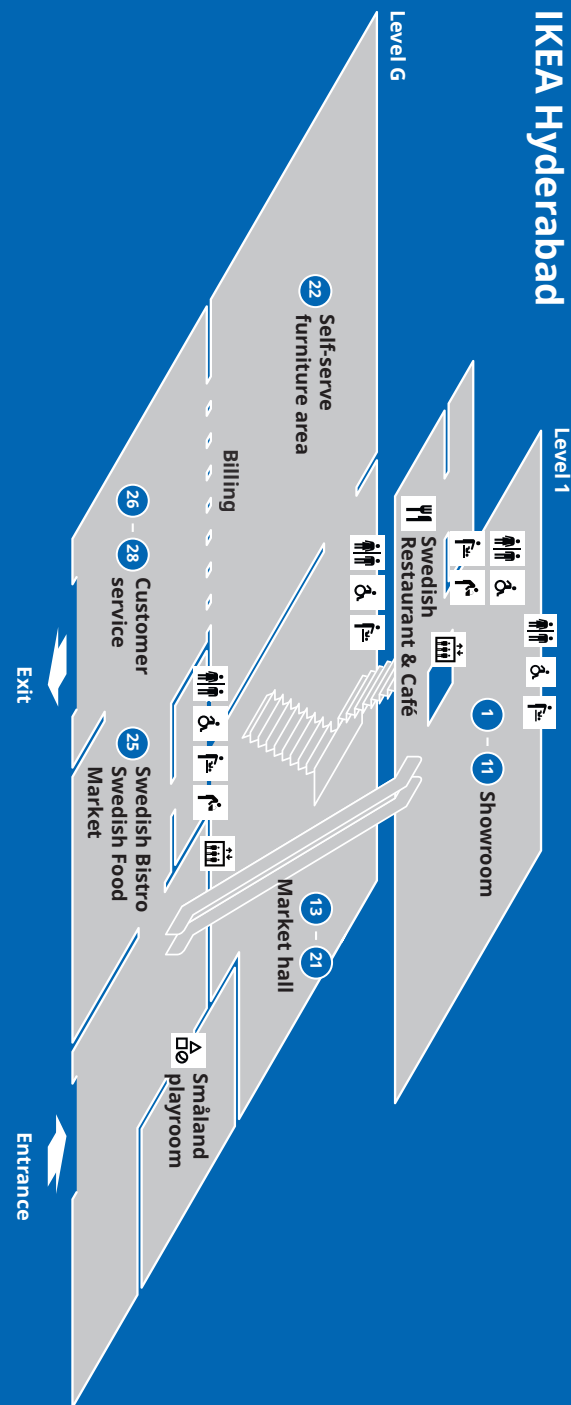 IKEA Hyderabad
Level 1
1
11
Showroom
Swedish
Restaurant & Café
Level G
22
Self-serve
furniture area
13
21
Market hall
Billing
26
28
Customer
service
25
Swedish Bistro
Swedish Food
Market
Småland
playroom
Exit
Entrance